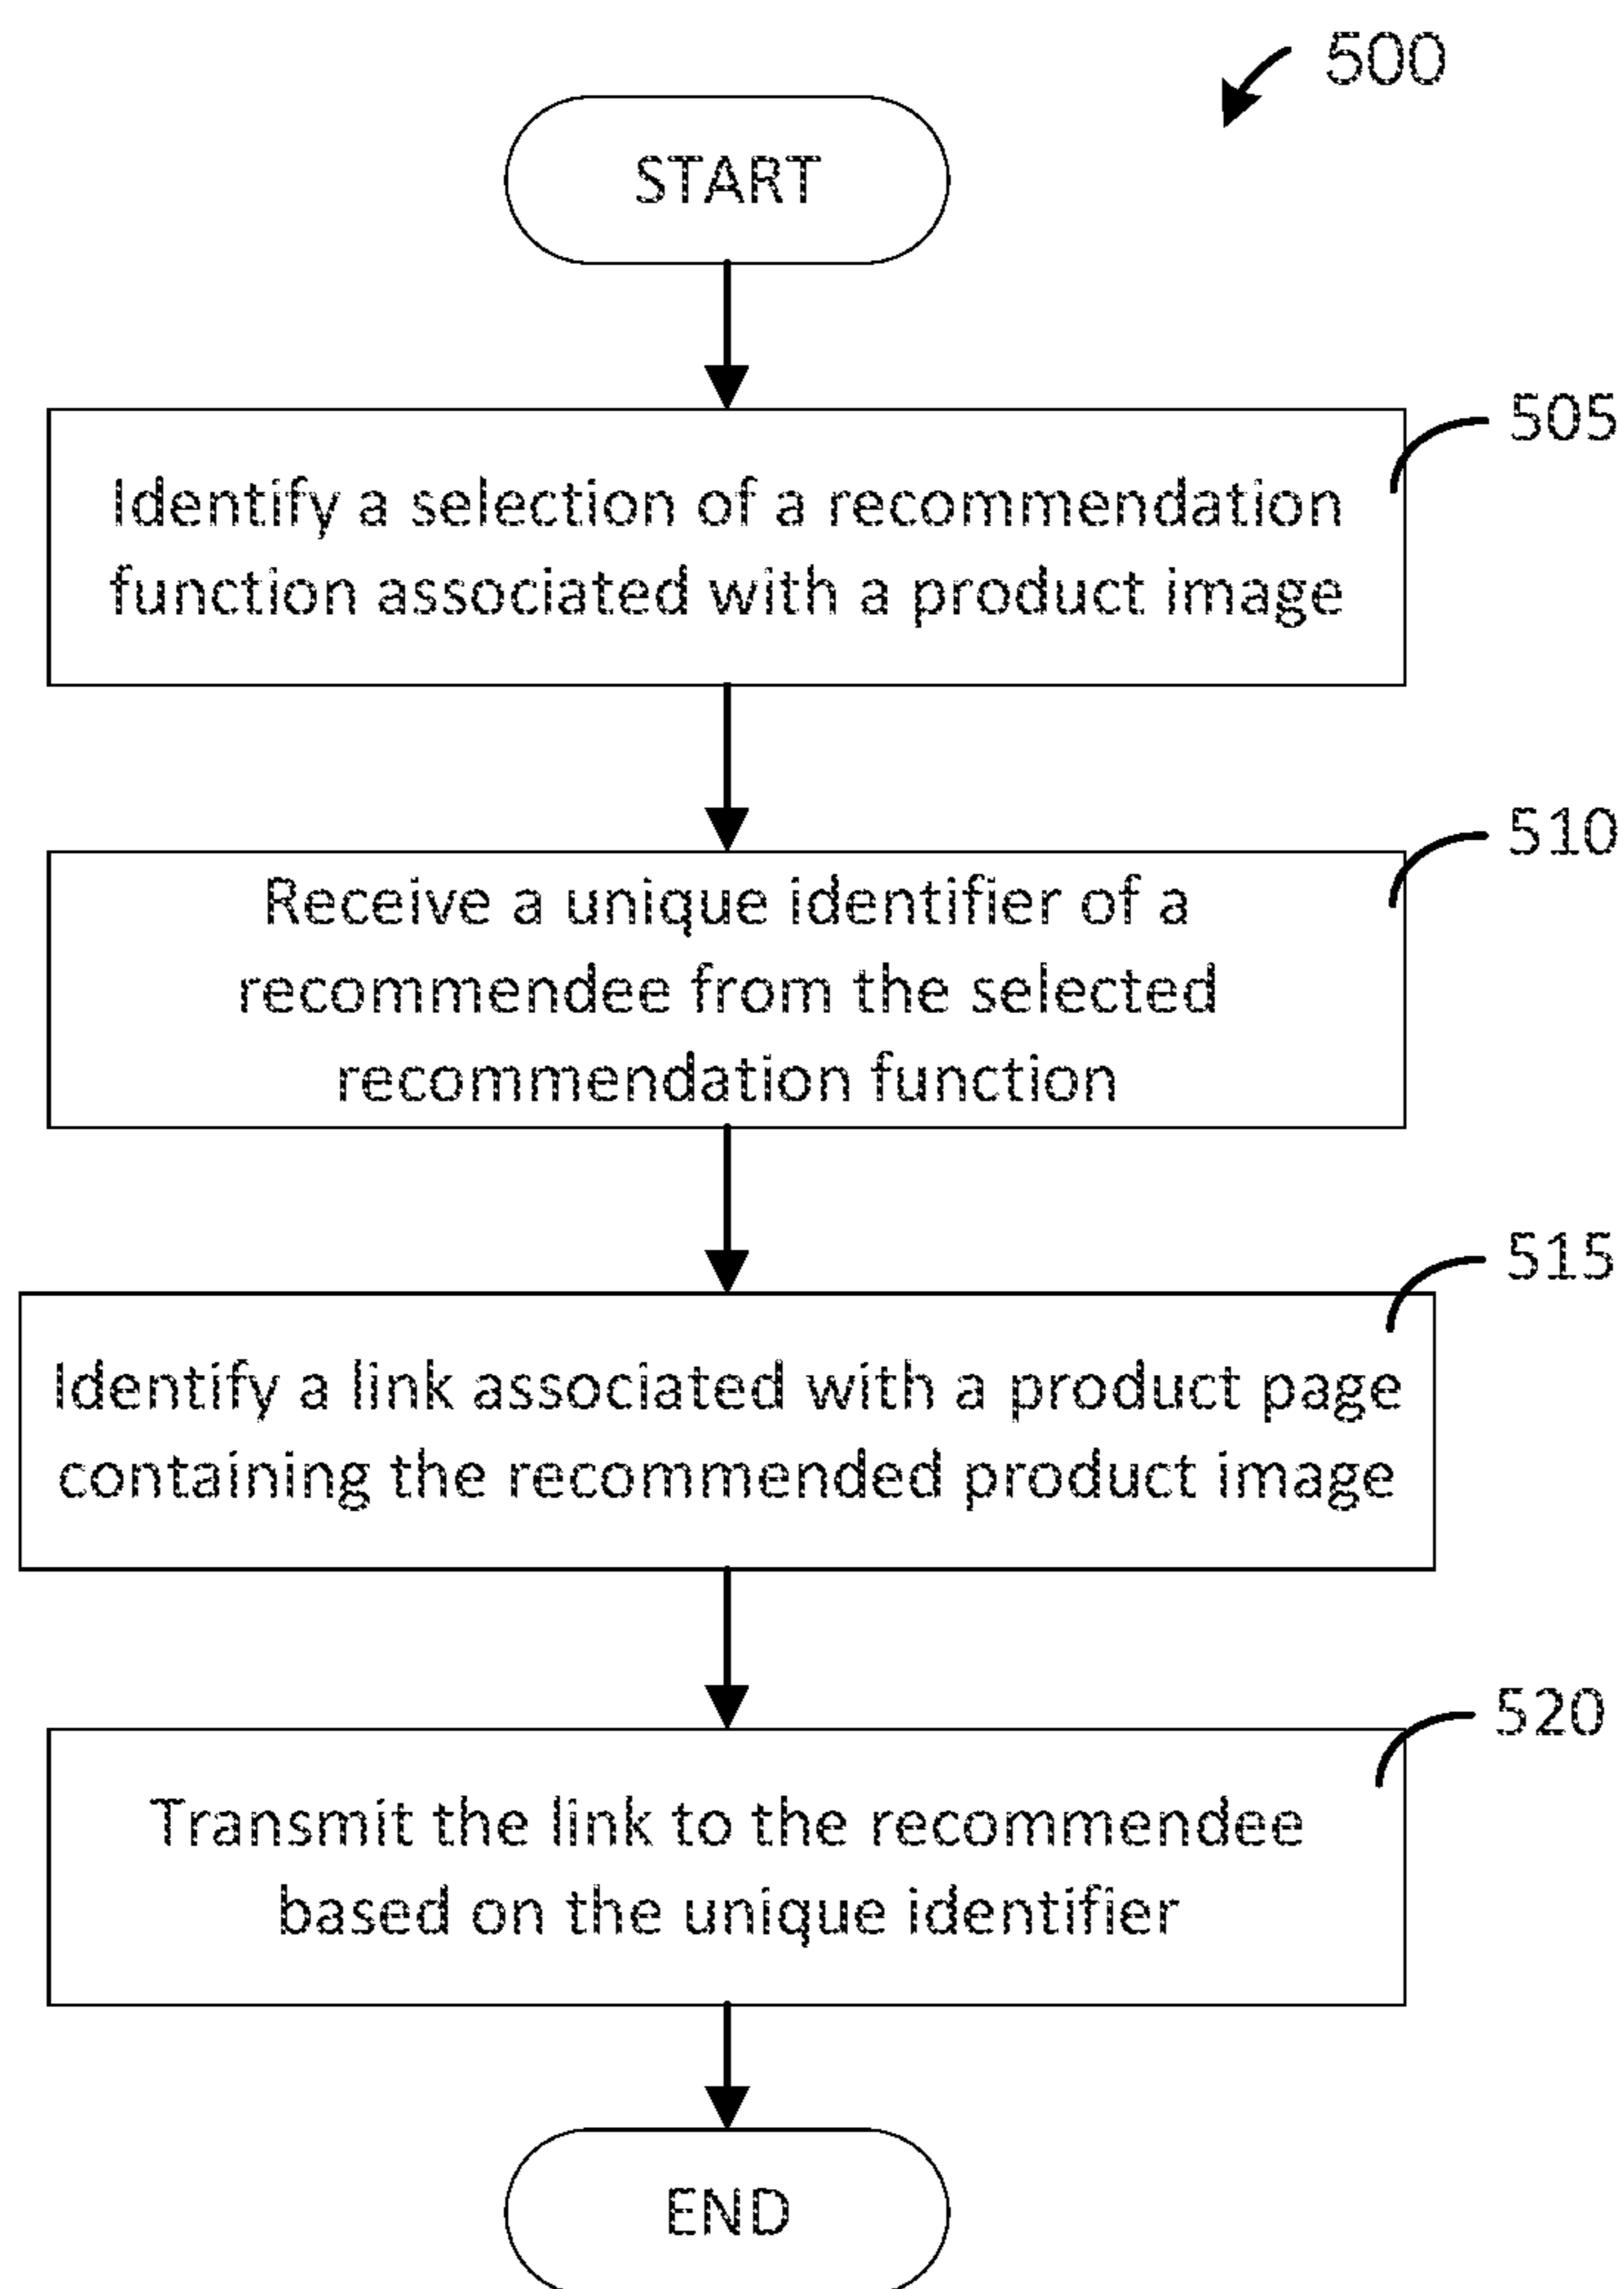 500
START
505
Identify a selection of a recommendation
function associated with a product image
510
Receive a unique identifier of a
recommendee from the selected
recommendation function
515
Identify a link associated with a product page
containing the recommended product image
520
Transmit the link to the recommendee
based on the unique identifier
END